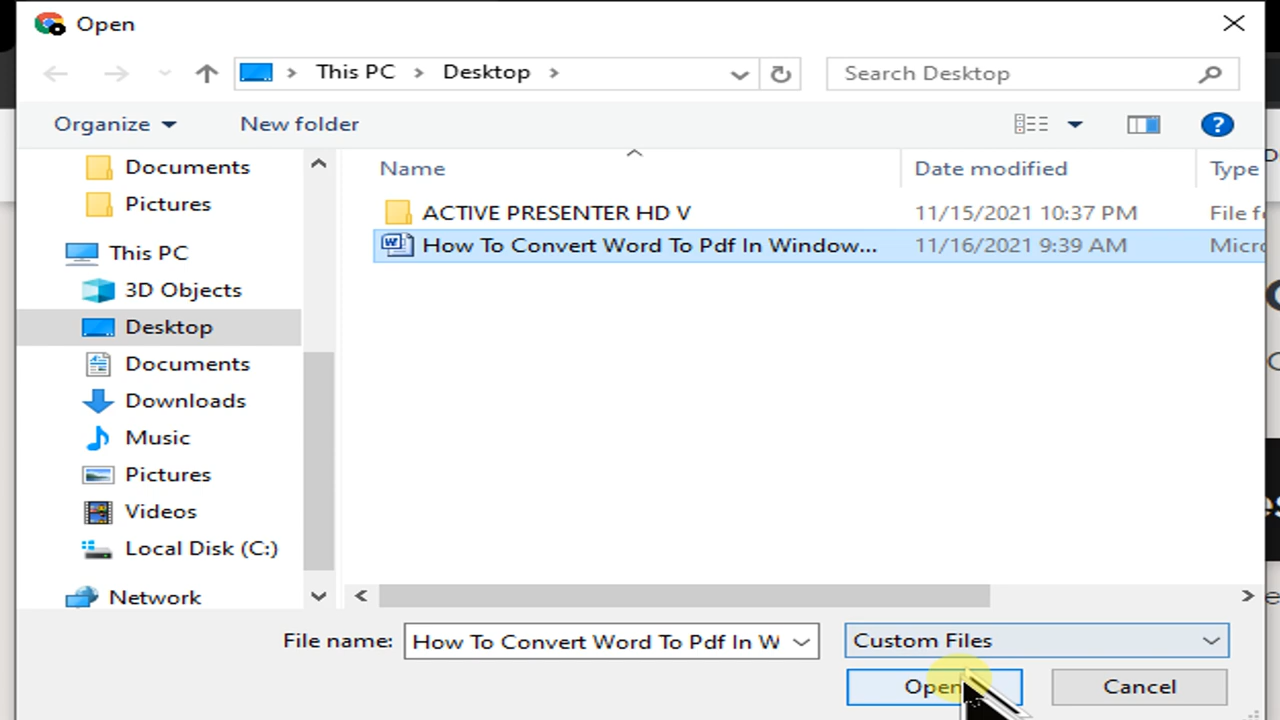 Open
This PC Desktop
Search Desktop
Organize
New folder
?
Name
Date modified
Type
Documents
Pictures
This PC
3D Objects
Desktop
Documents
Downloads
Music
Pictures
Videos
Local Disk (C:)
Network
ACTIVE PRESENTER HD V 11/15/2021 10:37 PM File f
How To Convert Word To Pdf In Window... 11/16/2021 9:39 AM Micro
File name: How To Convert Word To Pdf In W
Custom Files
Open
Cancel